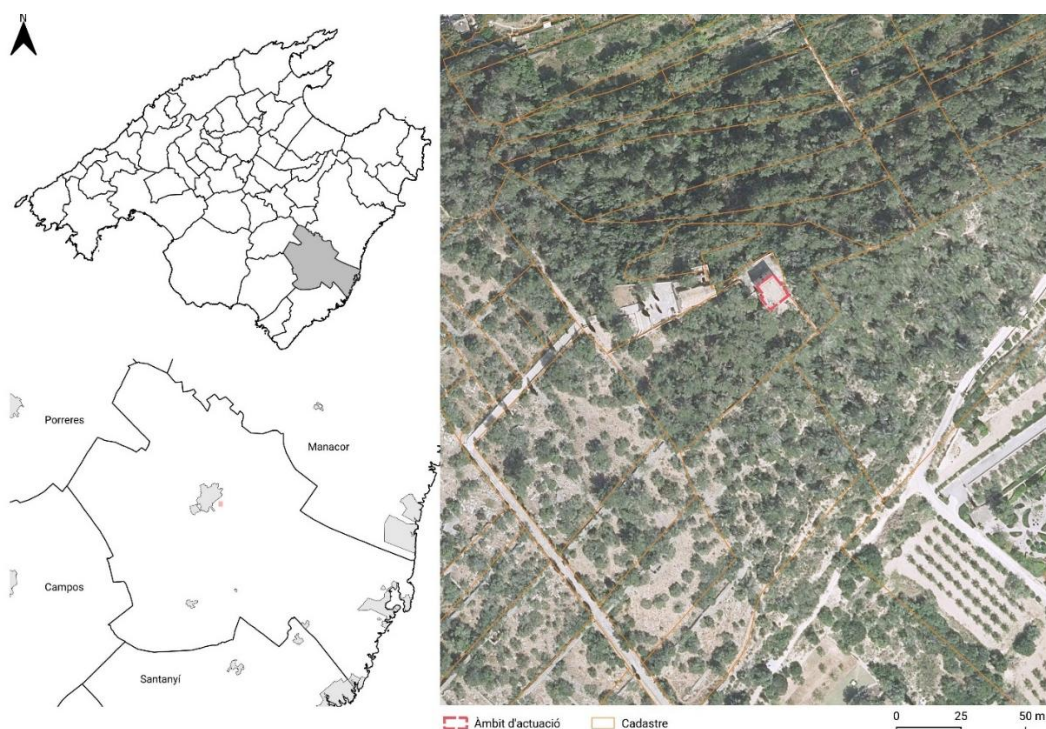 N
Porreres
Manacor
Campos
Santanyí
Àmbit d'actuació
Cadastre
0 25 50 m